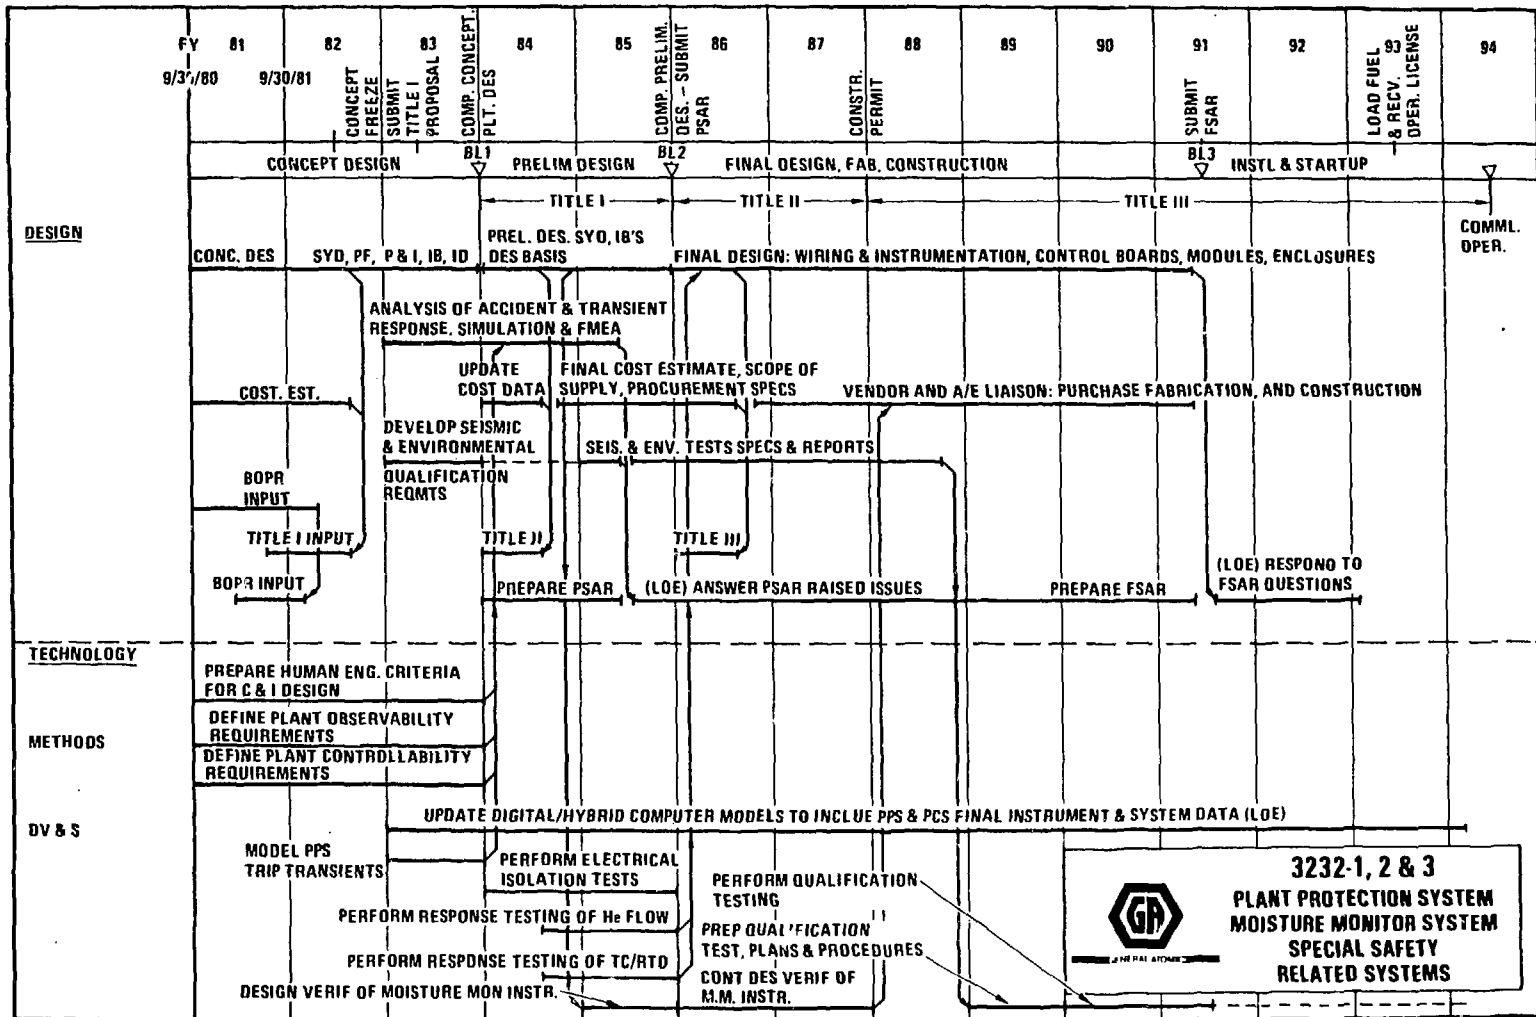 FY 81 82 83 84 85 86 87 88 89 90 91 92 93 94
9/30/80 9/30/81
CONCEPT
FREEZE
SUBMIT
TITLE I
PROPOSAL
COMP. CONCEPT.
PLT. DES
COMP. PRELIM.
DES. – SUBMIT
PSAR
CONSTR.
PERMIT
SUBMIT
FSAR
LOAD FUEL
& RECV.
OPER. LICENSE
BL1 BL2 BL3
CONCEPT DESIGN PRELIM DESIGN FINAL DESIGN, FAB, CONSTRUCTION INSTL & STARTUP
TITLE I TITLE II TITLE III
COMML.
OPER.
DESIGN
CONC. DES SYD, PF, P & I, IB, ID
PREL. DES. SYD, IB'S
DES BASIS
FINAL DESIGN: WIRING & INSTRUMENTATION, CONTROL BOARDS, MODULES, ENCLOSURES
ANALYSIS OF ACCIDENT & TRANSIENT
RESPONSE, SIMULATION & FMEA
COST. EST.
UPDATE
COST DATA
FINAL COST ESTIMATE, SCOPE OF
SUPPLY, PROCUREMENT SPECS
VENDOR AND A/E LIAISON: PURCHASE FABRICATION, AND CONSTRUCTION
DEVELOP SEISMIC
& ENVIRONMENTAL
QUALIFICATION
REQMTS
SEIS. & ENV. TESTS SPECS & REPORTS
BOPR
INPUT
TITLE I INPUT
TITLE II
TITLE III
BOPR INPUT
PREPARE PSAR
(LOE) ANSWER PSAR RAISED ISSUES
PREPARE FSAR
(LOE) RESPOND TO
FSAR QUESTIONS
TECHNOLOGY
PREPARE HUMAN ENG. CRITERIA
FOR C & I DESIGN
METHODS
DEFINE PLANT OBSERVABILITY
REQUIREMENTS
DEFINE PLANT CONTROLLABILITY
REQUIREMENTS
DV & S
UPDATE DIGITAL/HYBRID COMPUTER MODELS TO INCLUE PPS & PCS FINAL INSTRUMENT & SYSTEM DATA (LOE)
MODEL PPS
TRIP TRANSIENTS
PERFORM ELECTRICAL
ISOLATION TESTS
PERFORM RESPONSE TESTING OF He FLOW
PERFORM RESPONSE TESTING OF TC/RTD
DESIGN VERIF OF MOISTURE MON INSTR.
PERFORM QUALIFICATION
TESTING
PREP QUALIFICATION
TEST, PLANS & PROCEDURES
CONT DES VERIF OF
M.M. INSTR.
GA
GENERAL ATOMIC
3232-1, 2 & 3
PLANT PROTECTION SYSTEM
MOISTURE MONITOR SYSTEM
SPECIAL SAFETY
RELATED SYSTEMS